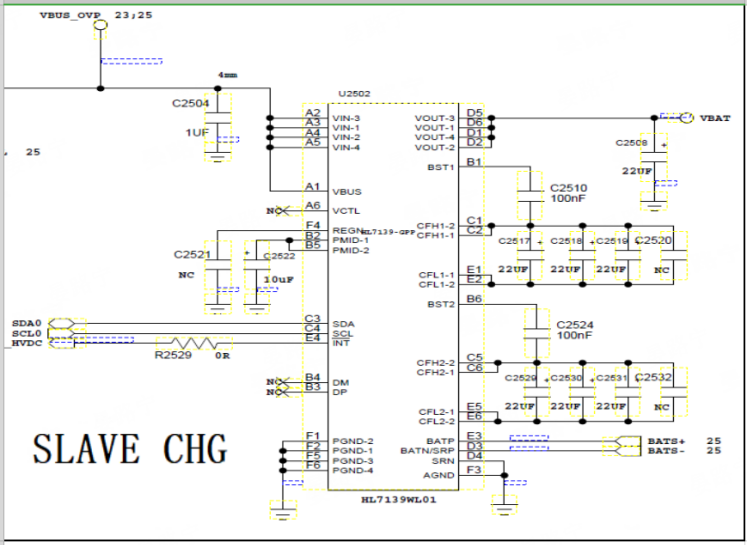 VBUS_OVP 23,25
4mm
C2504
1UF
, 25
U2502
A2 VIN-3
A3 VIN-1
A4 VIN-2
A5 VIN-4
A1 VBUS
NC A6 VCTL
F4 REGN
HL7139-GPP
B2 PMID-1
B5 PMID-2
C2521
NC
C2522
10uF
SDA0 C3 SDA
SCL0 C4 SCL
HVDC E4 INT
R2529 0R
NC B4 DM
NC B3 DP
SLAVE CHG
F1 PGND-2
F2 PGND-1
F5 PGND-3
F6 PGND-4
VOUT-3 D5
VOUT-1 D6
VOUT-4 D1
VOUT-2 D2
VBAT
C2508 +
22UF
BST1 B1
C2510
100nF
CFH1-2 C1
CFH1-1 C2
C2517 + C2518 + C2519 + C2520
22UF 22UF 22UF NC
CFL1-1 E1
CFL1-2 E2
BST2 B6
C2524
100nF
CFH2-2 C5
CFH2-1 C6
C2529 + C2530 + C2531 + C2532
22UF 22UF 22UF NC
CFL2-1 E5
CFL2-2 E6
BATP E3 BATS+ 25
BATN/SRP D3 BATS- 25
SRN D4
AGND F3
HL7139WL01